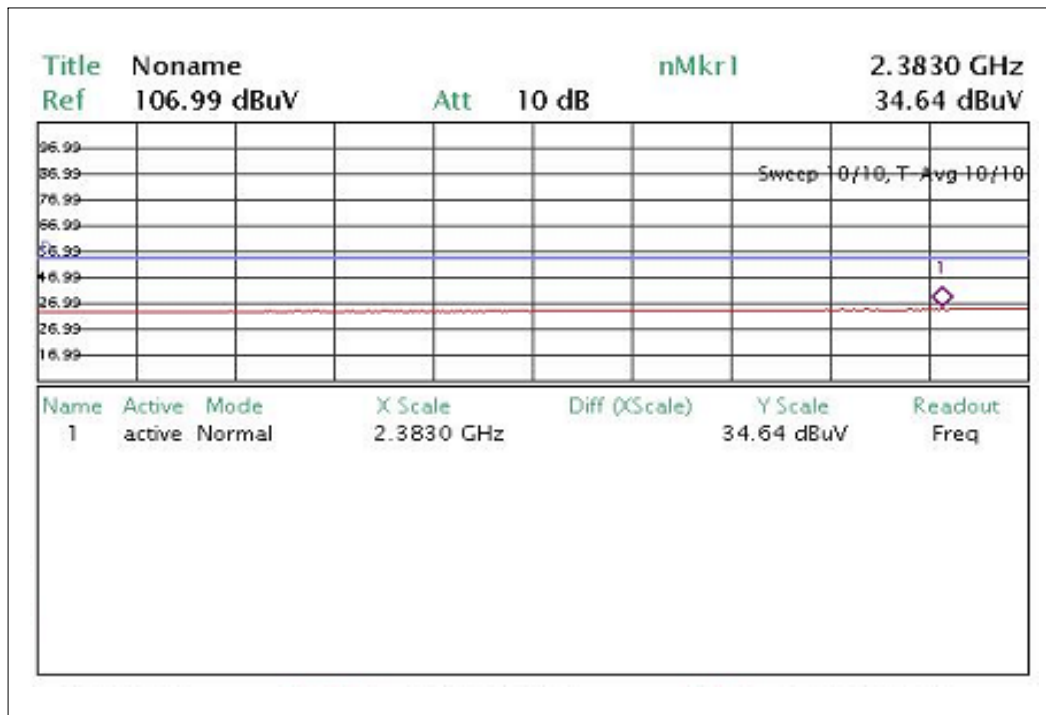 Title Noname nMkr1 2.3830 GHz
Ref 106.99 dBuV Att 10 dB 34.64 dBuV
96.99
Sweep 10/10, T-Avg 10/10
86.99
76.99
66.99
56.99
46.99
1
26.99
26.99
16.99
Name Active Mode X Scale Diff (XScale) Y Scale Readout
1 active Normal 2.3830 GHz 34.64 dBuV Freq